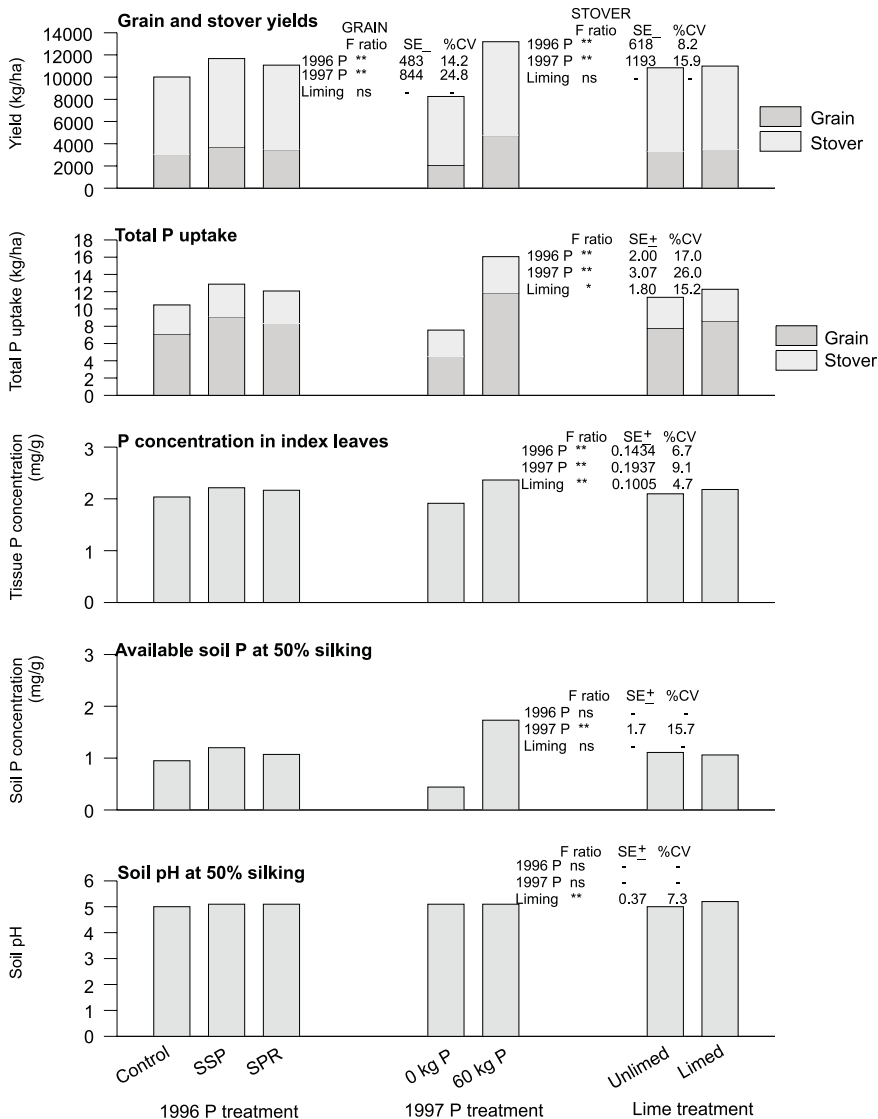 Grain and stover yields
GRAIN
F ratio SE_ %CV
1996 P ** 483 14.2
1997 P ** 844 24.8
Liming ns - -
STOVER
F ratio SE_ %CV
1996 P ** 618 8.2
1997 P ** 1193 15.9
Liming ns - -
Yield (kg/ha)
14000
12000
10000
8000
6000
4000
2000
0
Grain
Stover
Total P uptake
F ratio SE± %CV
1996 P ** 2.00 17.0
1997 P ** 3.07 26.0
Liming * 1.80 15.2
Total P uptake (kg/ha)
18
16
14
12
10
8
6
4
2
0
Grain
Stover
P concentration in index leaves
F ratio SE± %CV
1996 P ** 0.1434 6.7
1997 P ** 0.1937 9.1
Liming ** 0.1005 4.7
Tissue P concentration
(mg/g)
3
2
1
0
Available soil P at 50% silking
F ratio SE± %CV
1996 P ns - -
1997 P ** 1.7 15.7
Liming ns - -
Soil P concentration
(mg/g)
3
2
1
0
Soil pH at 50% silking
F ratio SE± %CV
1996 P ns - -
1997 P ns - -
Liming ** 0.37 7.3
Soil pH
6
5
4
3
2
1
0
Control SSP SPR 0 kg P 60 kg P Unlimed Limed
1996 P treatment 1997 P treatment Lime treatment